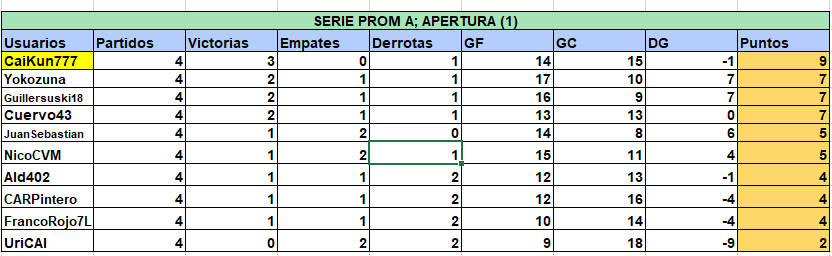 SERIE PROM A; APERTURA (1)
Usuarios Partidos Victorias Empates Derrotas GF GC DG Puntos
CaiKun777 4 3 0 1 14 15 -1 9
Yokozuna 4 2 1 1 17 10 7 7
Guillersuski18 4 2 1 1 16 9 7 7
Cuervo43 4 2 1 1 13 13 0 7
JuanSebastian 4 1 2 0 14 8 6 5
NicoCVM 4 1 2 1 15 11 4 5
Ald402 4 1 1 2 12 13 -1 4
CARPintero 4 1 1 2 12 16 -4 4
FrancoRojo7L 4 1 1 2 10 14 -4 4
UriCAI 4 0 2 2 9 18 -9 2